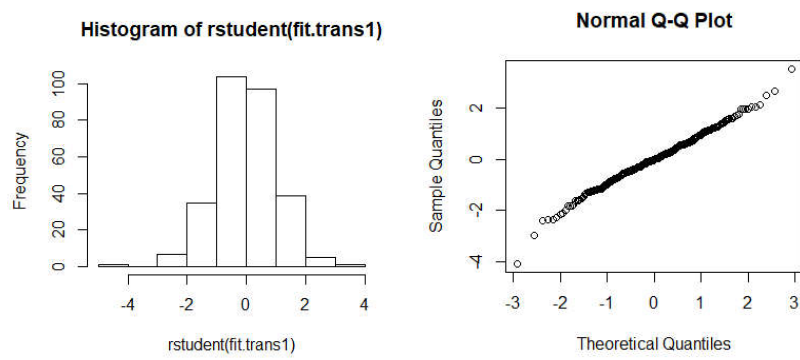 Histogram of rstudent(fit.trans1)
Frequency
100
80
60
40
20
0
-4 -2 0 2 4
rstudent(fit.trans1)
Normal Q-Q Plot
Sample Quantiles
2
0
-2
-4
-3 -2 -1 0 1 2 3
Theoretical Quantiles